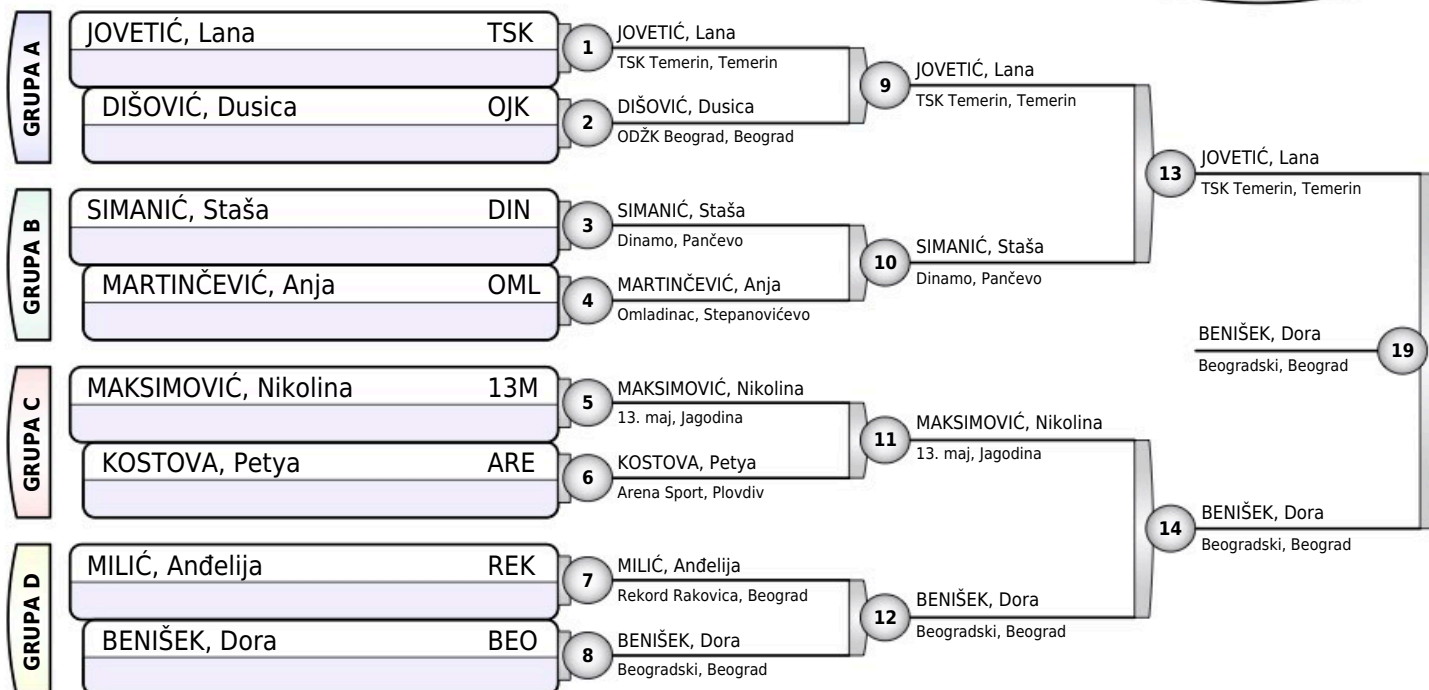 GRUPA A
JOVETIĆ, Lana TSK
DIŠOVIĆ, Dusica OJK
1
JOVETIĆ, Lana
TSK Temerin, Temerin
2
DIŠOVIĆ, Dusica
ODŽK Beograd, Beograd
9
JOVETIĆ, Lana
TSK Temerin, Temerin
GRUPA B
SIMANIĆ, Staša DIN
MARTINČEVIĆ, Anja OML
3
SIMANIĆ, Staša
Dinamo, Pančevo
4
MARTINČEVIĆ, Anja
Omladinac, Stepanovićevo
10
SIMANIĆ, Staša
Dinamo, Pančevo
13
JOVETIĆ, Lana
TSK Temerin, Temerin
GRUPA C
MAKSIMOVIĆ, Nikolina 13M
KOSTOVA, Petya ARE
5
MAKSIMOVIĆ, Nikolina
13. maj, Jagodina
6
KOSTOVA, Petya
Arena Sport, Plovdiv
11
MAKSIMOVIĆ, Nikolina
13. maj, Jagodina
GRUPA D
MILIĆ, Anđelija REK
BENIŠEK, Dora BEO
7
MILIĆ, Anđelija
Rekord Rakovica, Beograd
8
BENIŠEK, Dora
Beogradski, Beograd
12
BENIŠEK, Dora
Beogradski, Beograd
14
BENIŠEK, Dora
Beogradski, Beograd
BENIŠEK, Dora
Beogradski, Beograd
19